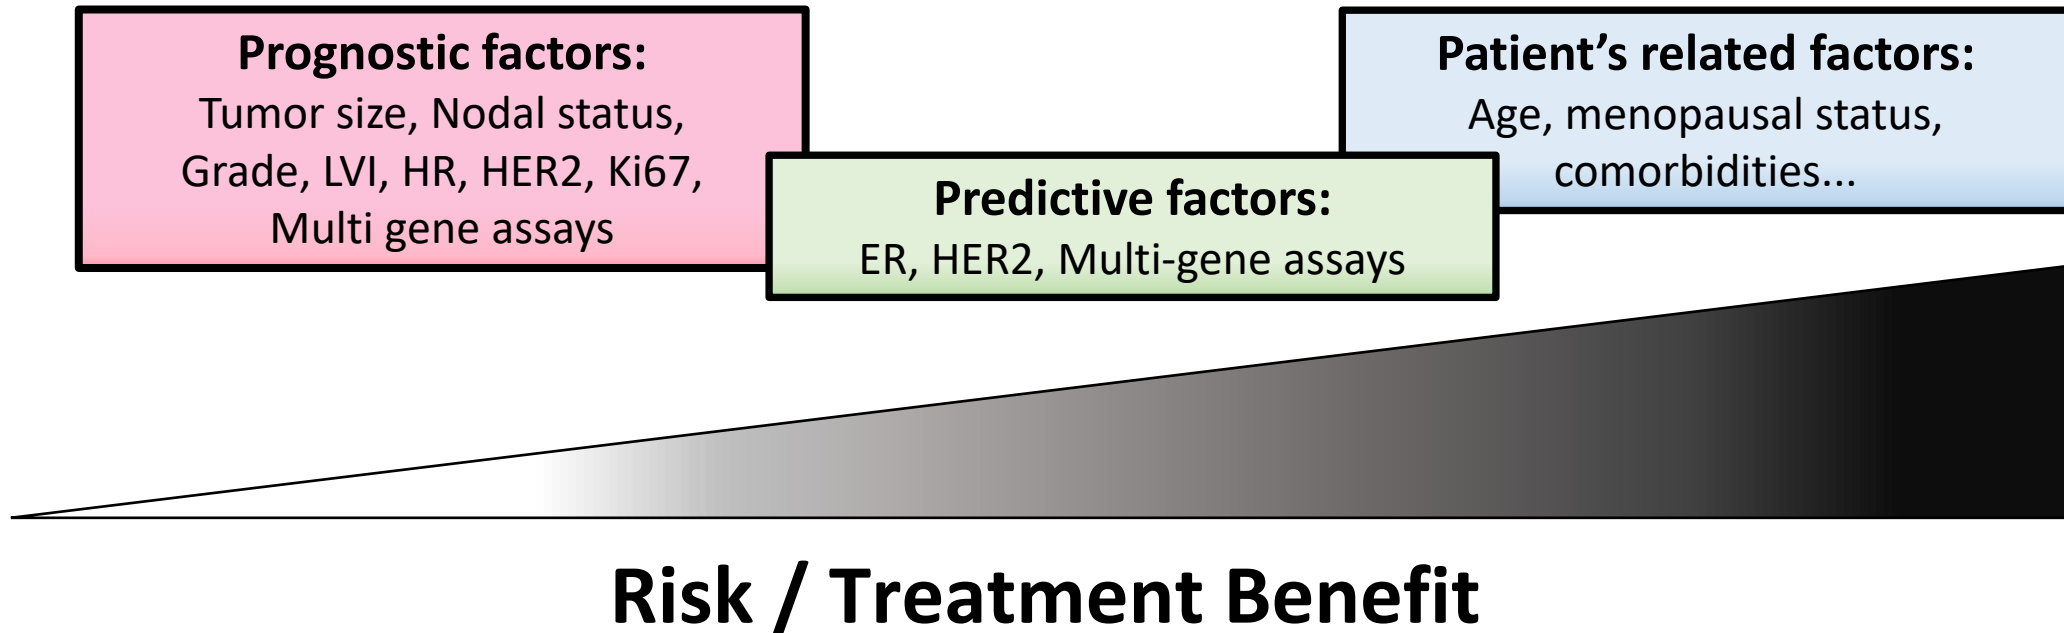 Prognostic factors:
Tumor size, Nodal status,
Grade, LVI, HR, HER2, Ki67,
Multi gene assays
Predictive factors:
ER, HER2, Multi-gene assays
Patient’s related factors:
Age, menopausal status,
comorbidities...
Risk / Treatment Benefit